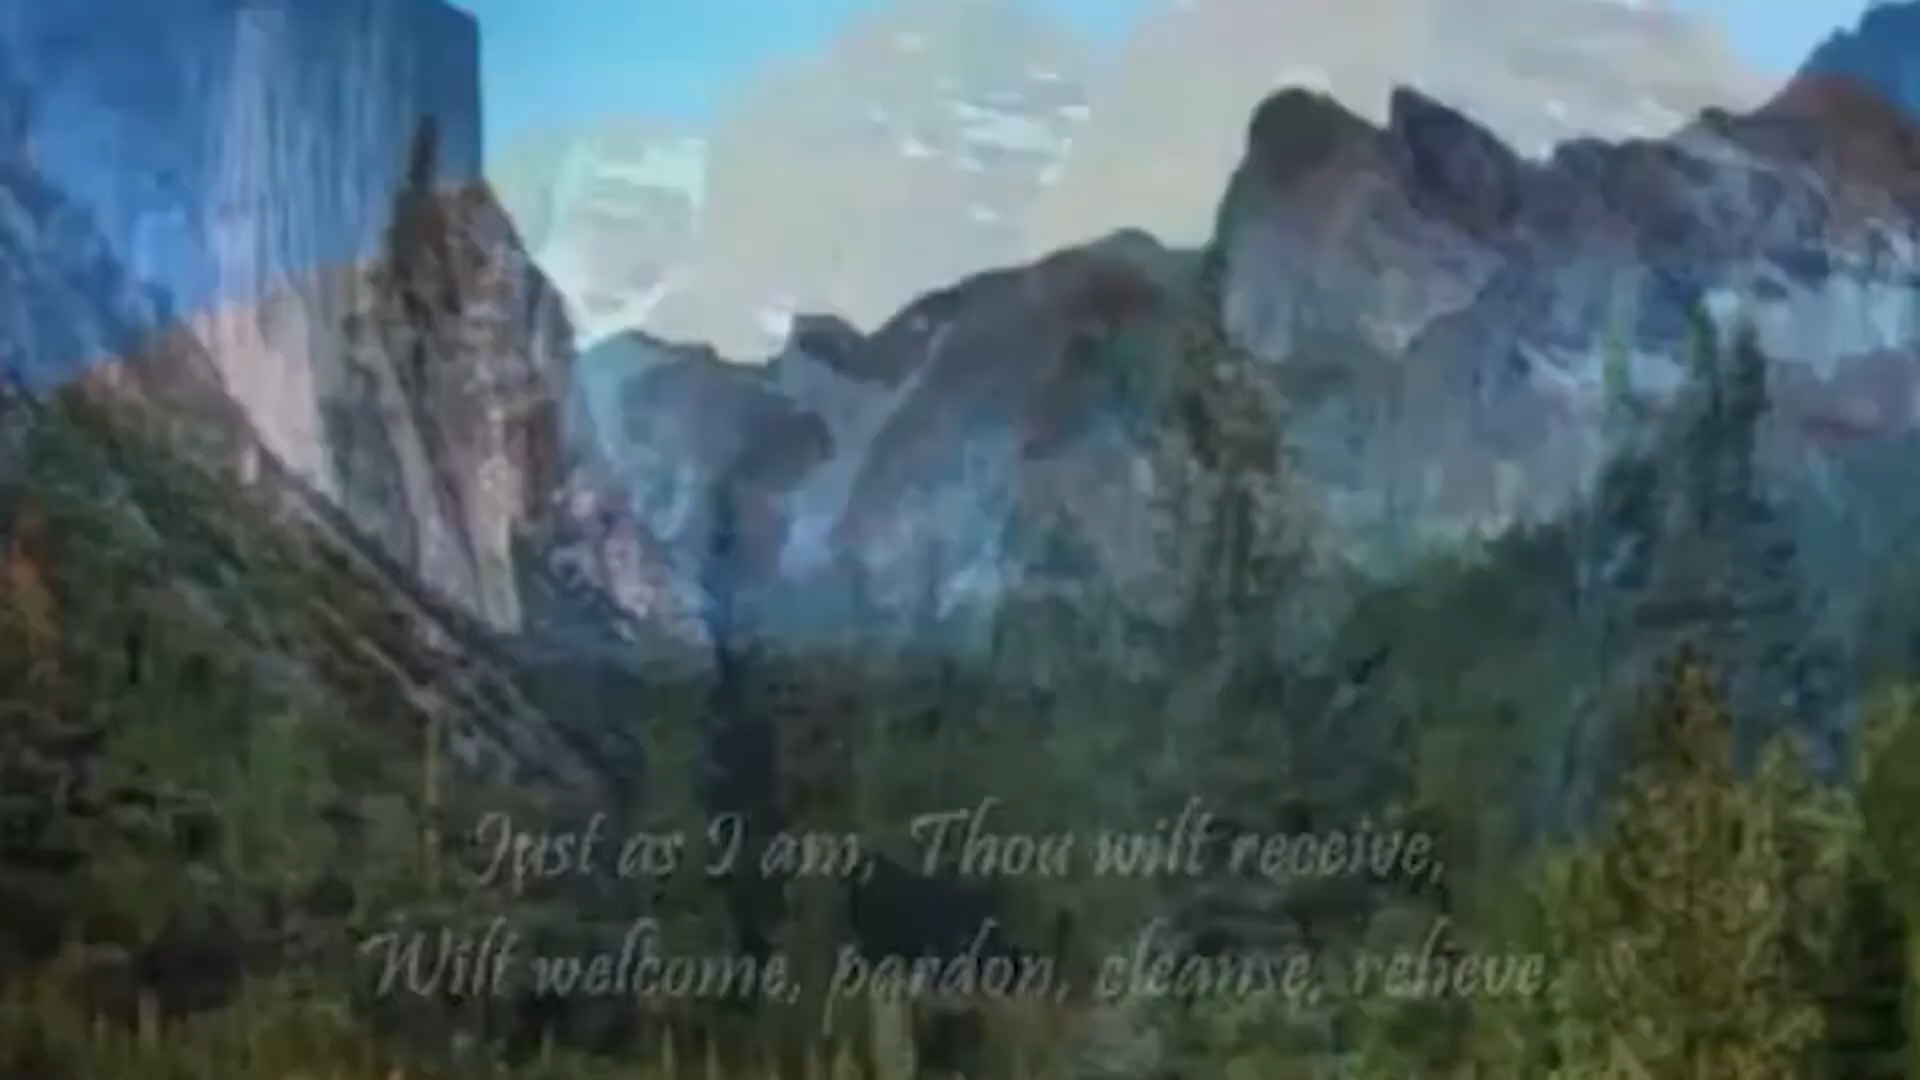 Just as I am, Thou wilt receive,
Wilt welcome, pardon, cleanse, relieve.